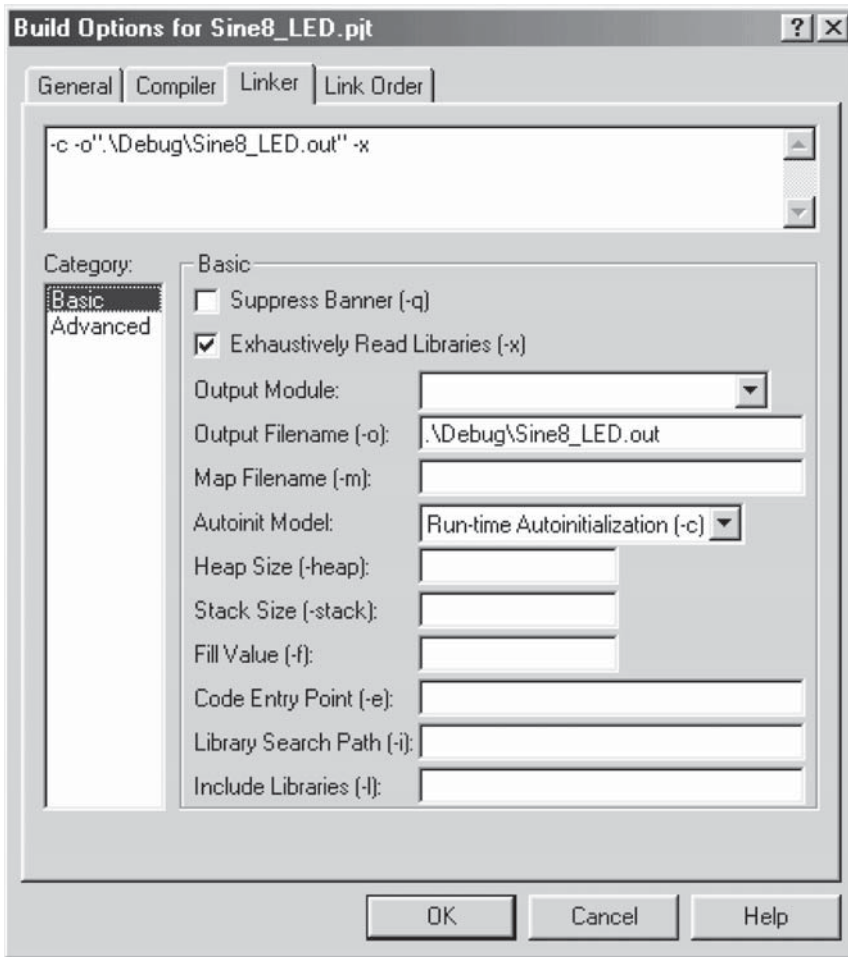 Build Options for Sine8_LED.pjt
General Compiler Linker Link Order
-c -o".\Debug\Sine8_LED.out" -x
Category:
Basic
Advanced
Basic
Suppress Banner (-q)
Exhaustively Read Libraries (-x)
Output Module:
Output Filename (-o): .\Debug\Sine8_LED.out
Map Filename (-m):
Autoinit Model: Run-time Autoinitialization (-c)
Heap Size (-heap):
Stack Size (-stack):
Fill Value (-f):
Code Entry Point (-e):
Library Search Path (-i):
Include Libraries (-l):
OK Cancel Help